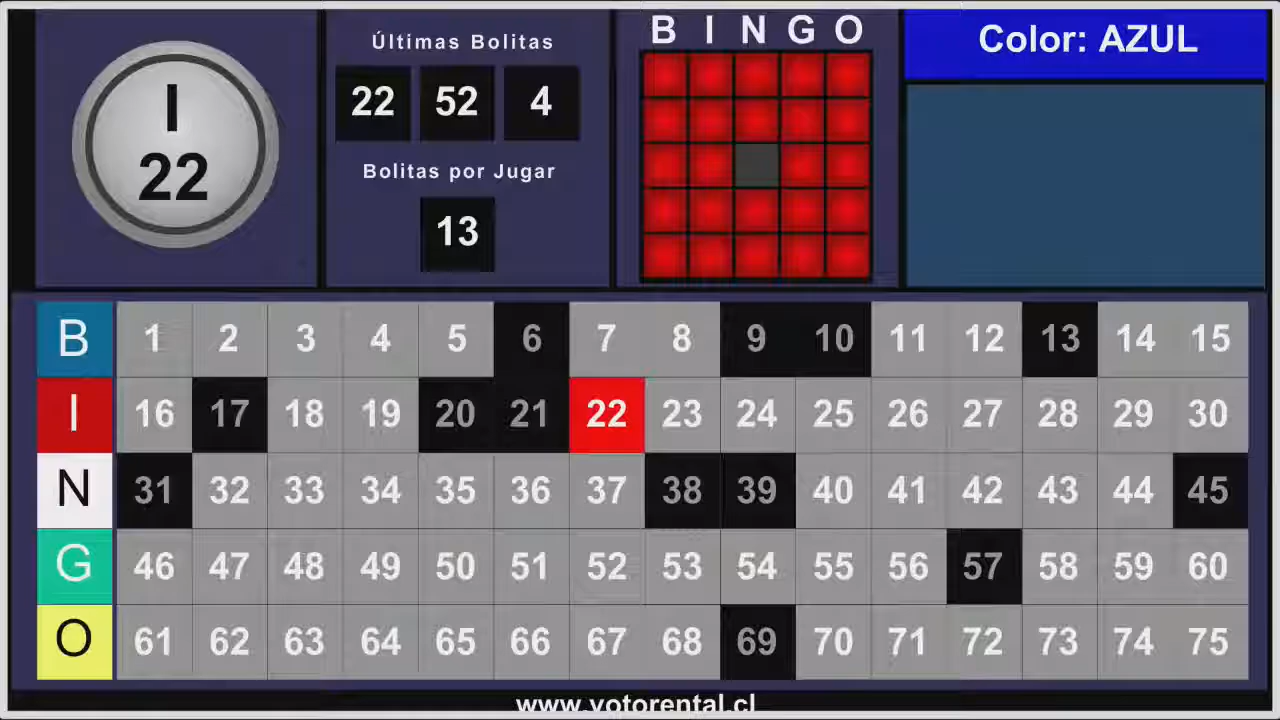 I
22
Últimas Bolitas
22 52 4
Bolitas por Jugar
13
B I N G O
Color: AZUL
B 1 2 3 4 5 6 7 8 9 10 11 12 13 14 15
I 16 17 18 19 20 21 22 23 24 25 26 27 28 29 30
N 31 32 33 34 35 36 37 38 39 40 41 42 43 44 45
G 46 47 48 49 50 51 52 53 54 55 56 57 58 59 60
O 61 62 63 64 65 66 67 68 69 70 71 72 73 74 75
www.votorental.cl